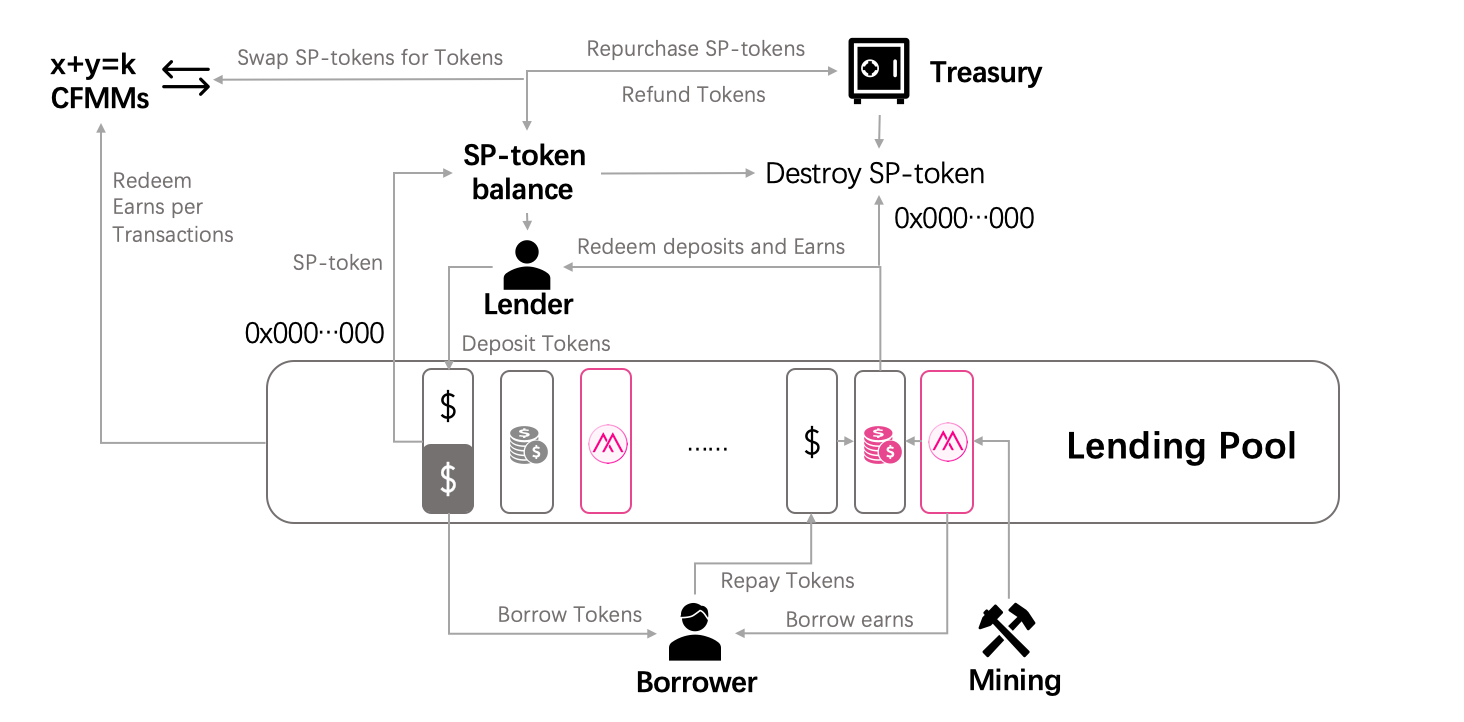 x+y=k
CFMMs
Swap SP-tokens for Tokens
Repurchase SP-tokens
Refund Tokens
Treasury
SP-token
balance
Destroy SP-token
0x000···000
Redeem
Earns per
Transactions
SP-token
Redeem deposits and Earns
Lender
0x000···000
Deposit Tokens
$
$
$
$
......
$
$
Lending Pool
Repay Tokens
Borrow Tokens
Borrow earns
Borrower
Mining